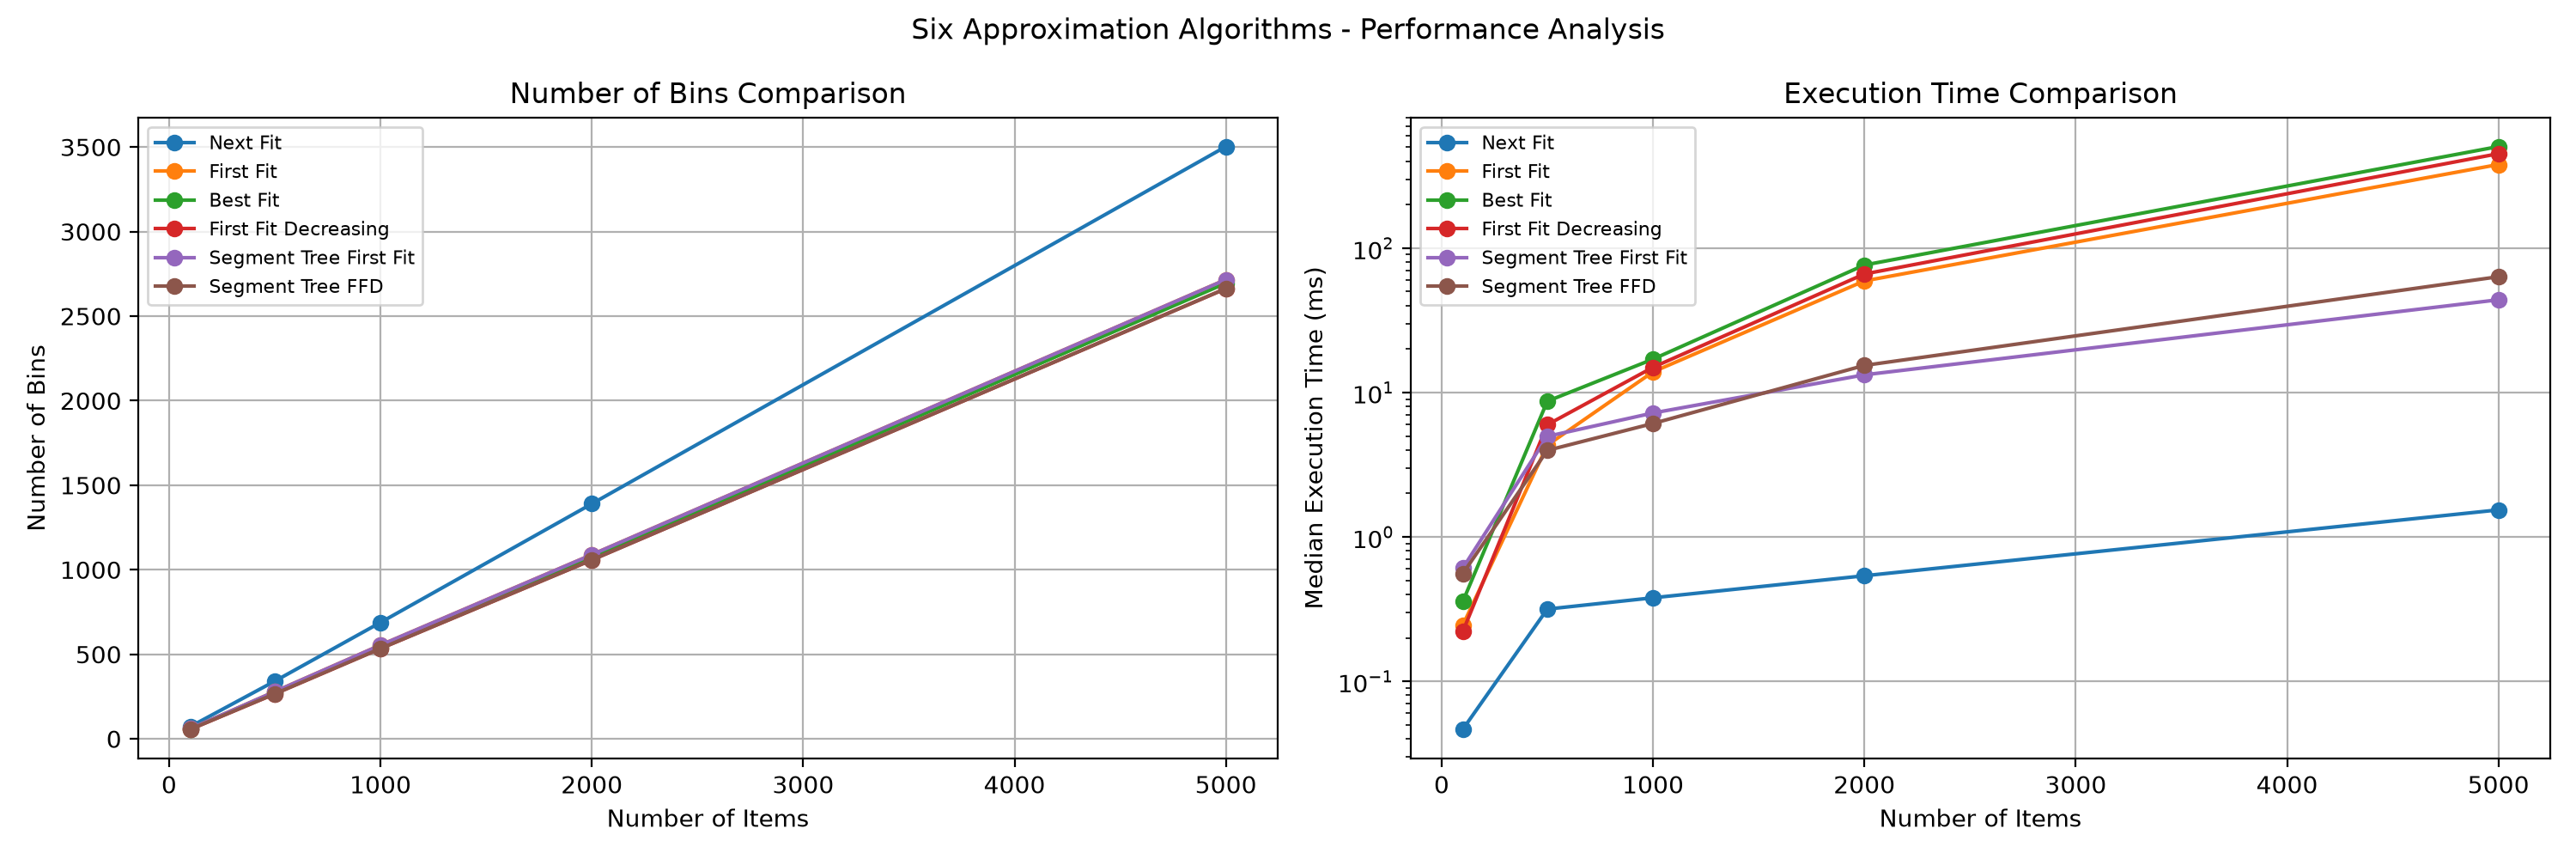 Six Approximation Algorithms - Performance Analysis
Number of Bins Comparison
Number of Bins
3500
3000
2500
2000
1500
1000
500
0
Next Fit
First Fit
Best Fit
First Fit Decreasing
Segment Tree First Fit
Segment Tree FFD
0 1000 2000 3000 4000 5000
Number of Items
Execution Time Comparison
Median Execution Time (ms)
10²
10¹
10⁰
10⁻¹
Next Fit
First Fit
Best Fit
First Fit Decreasing
Segment Tree First Fit
Segment Tree FFD
0 1000 2000 3000 4000 5000
Number of Items